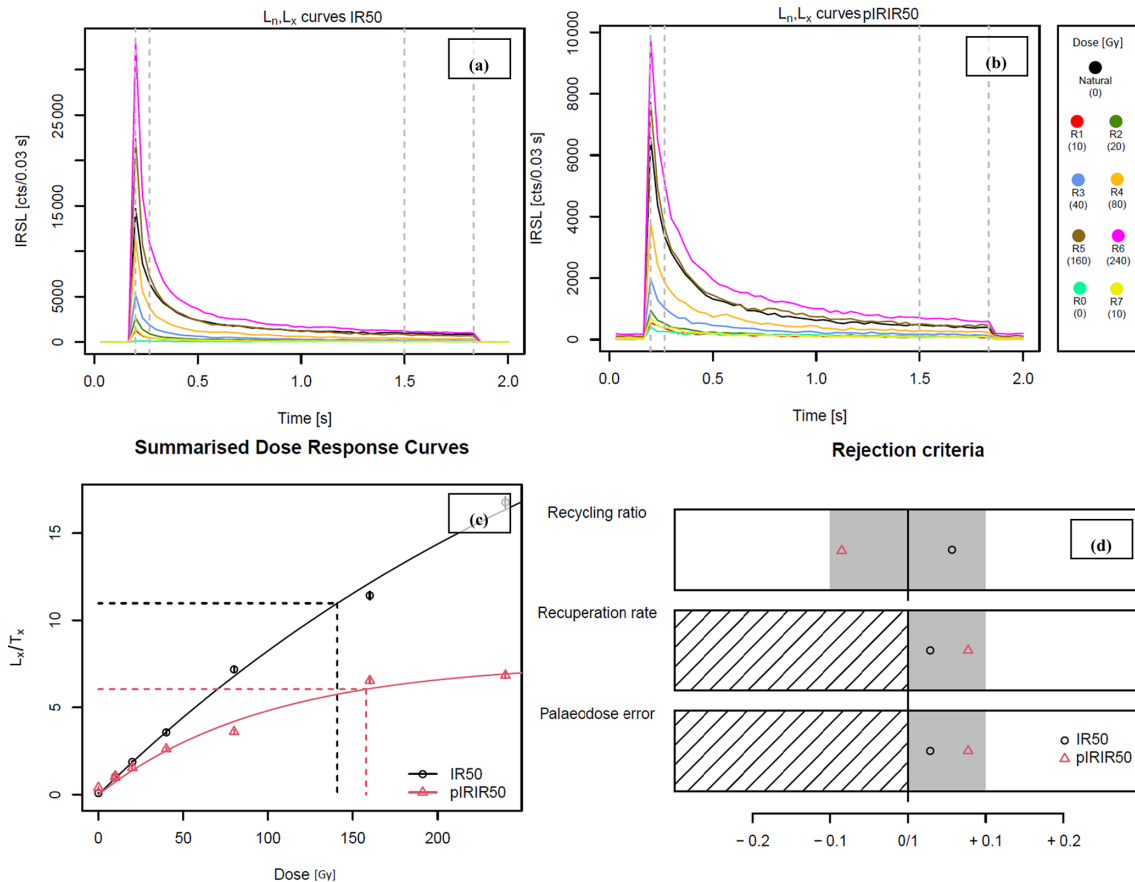 Ln,Lx curves IR50
(a)
IRSL [cts/0.03 s]
0
5000
15000
25000
0.0
0.5
1.0
1.5
2.0
Time [s]
Ln,Lx curves pIRIR50
(b)
IRSL [cts/0.03 s]
0
2000
4000
6000
8000
10000
0.0
0.5
1.0
1.5
2.0
Time [s]
Dose [Gy]
Natural
(0)
R1
(10)
R2
(20)
R3
(40)
R4
(80)
R5
(160)
R6
(240)
R0
(0)
R7
(10)
Summarised Dose Response Curves
(c)
Lx/Tx
0
5
10
15
IR50
pIRIR50
0
50
100
150
200
Dose [Gy]
Rejection criteria
Recycling ratio
(d)
Recuperation rate
Palaeodose error
IR50
pIRIR50
− 0.2
− 0.1
0/1
+ 0.1
+ 0.2